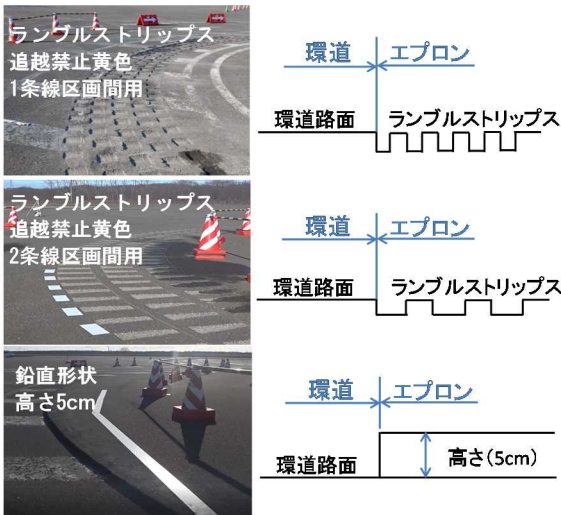 ランブルストリップス
追越禁止黄色
1条線区画間用
環道
エプロン
環道路面
ランブルストリップス
ランブルストリップス
追越禁止黄色
2条線区画間用
環道
エプロン
環道路面
ランブルストリップス
鉛直形状
高さ5cm
環道
エプロン
環道路面
高さ(5cm)